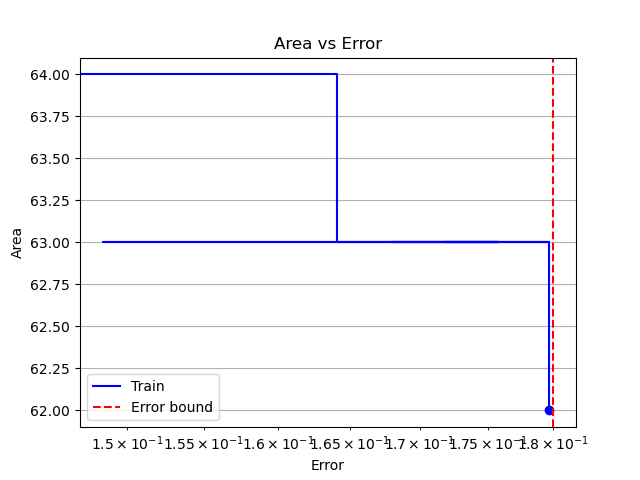 Area vs Error
64.00
63.75
63.50
63.25
63.00
62.75
62.50
62.25
62.00
Area
Train
Error bound
1.5 × 10⁻¹ 1.55 × 10⁻¹ 1.6 × 10⁻¹ 1.65 × 10⁻¹ 1.7 × 10⁻¹ 1.75 × 10⁻¹ 1.8 × 10⁻¹
Error